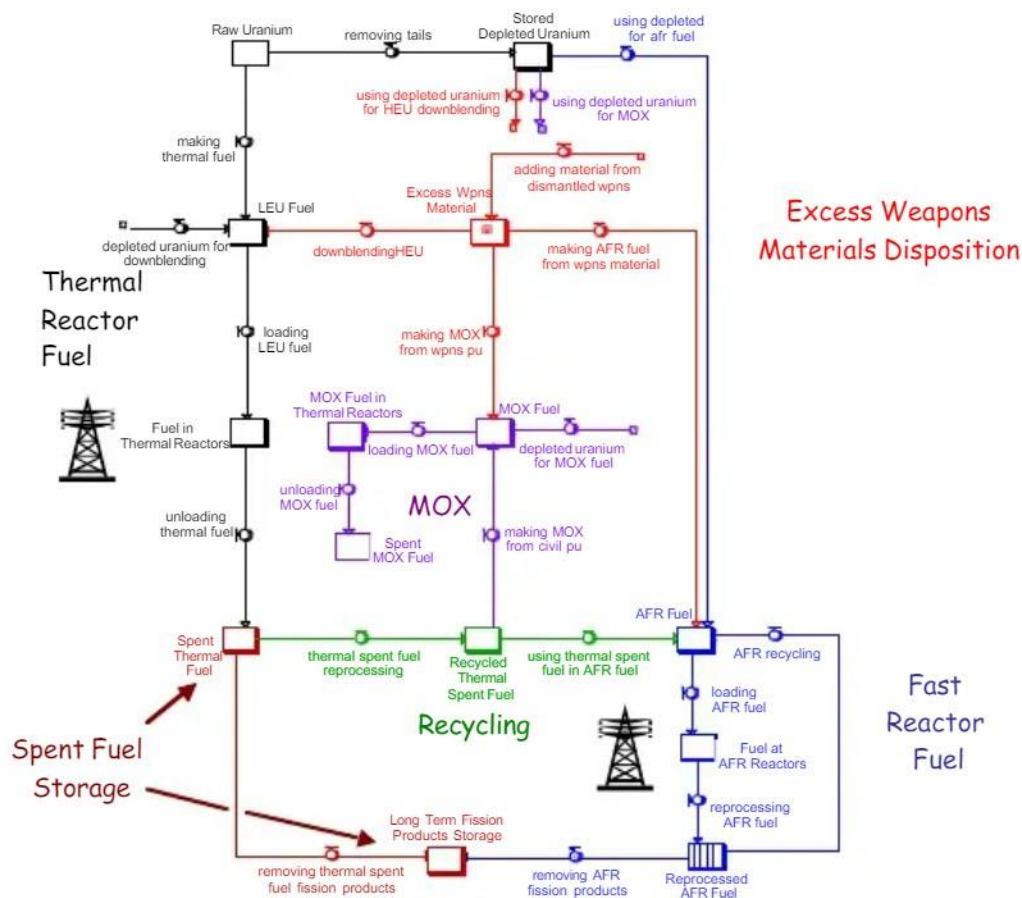 Stored
Depleted Uranium
using depleted
for afr fuel
Raw Uranium
removing tails
using depleted uranium
for HEU downblending
using depleted uranium
for MOX
making
thermal fuel
adding material from
dismantled wpns
Excess Wpns
Material
LEU Fuel
depleted uranium for
downblending
downblendingHEU
making AFR fuel
from wpns material
Excess Weapons
Materials Disposition
Thermal
Reactor
Fuel
loading
LEU fuel
making MOX
from wpns pu
MOX Fuel in
Thermal Reactors
MOX Fuel
Fuel in
Thermal Reactors
loading MOX fuel
depleted uranium
for MOX fuel
unloading
MOX fuel
MOX
unloading
thermal fuel
Spent
MOX Fuel
making MOX
from civil pu
AFR Fuel
Spent
Thermal
Fuel
thermal spent fuel
reprocessing
Recycled
Thermal
Spent Fuel
using thermal spent
fuel in AFR fuel
AFR recycling
Recycling
loading
AFR fuel
Fast
Reactor
Fuel
Spent Fuel
Storage
Fuel at
AFR Reactors
reprocessing
AFR fuel
Long Term Fission
Products Storage
removing thermal spent
fuel fission products
removing AFR
fission products
Reprocessed
AFR Fuel